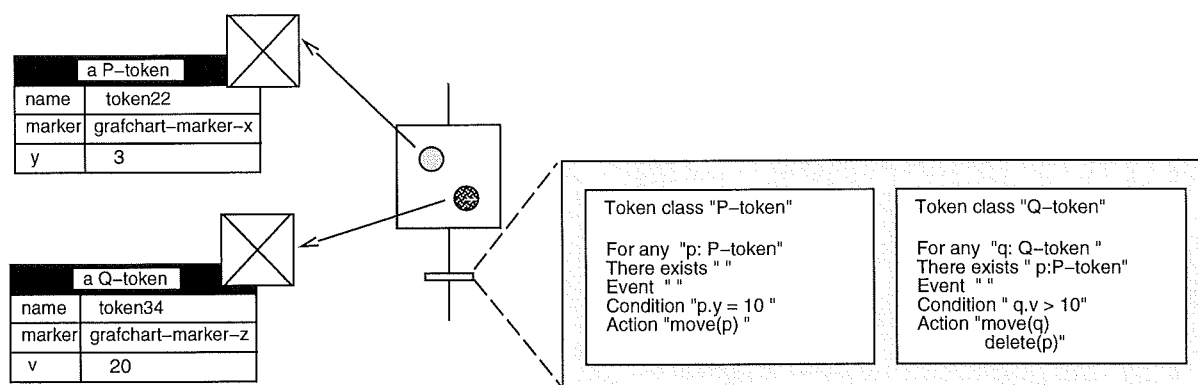 a P-token
name token22
marker grafchart-marker-x
y 3
a Q-token
name token34
marker grafchart-marker-z
v 20
Token class "P-token"
For any "p: P-token"
There exists " "
Event " "
Condition "p.y = 10 "
Action "move(p) "
Token class "Q-token"
For any "q: Q-token "
There exists " p:P-token"
Event " "
Condition " q.v > 10"
Action "move(q)
delete(p)"